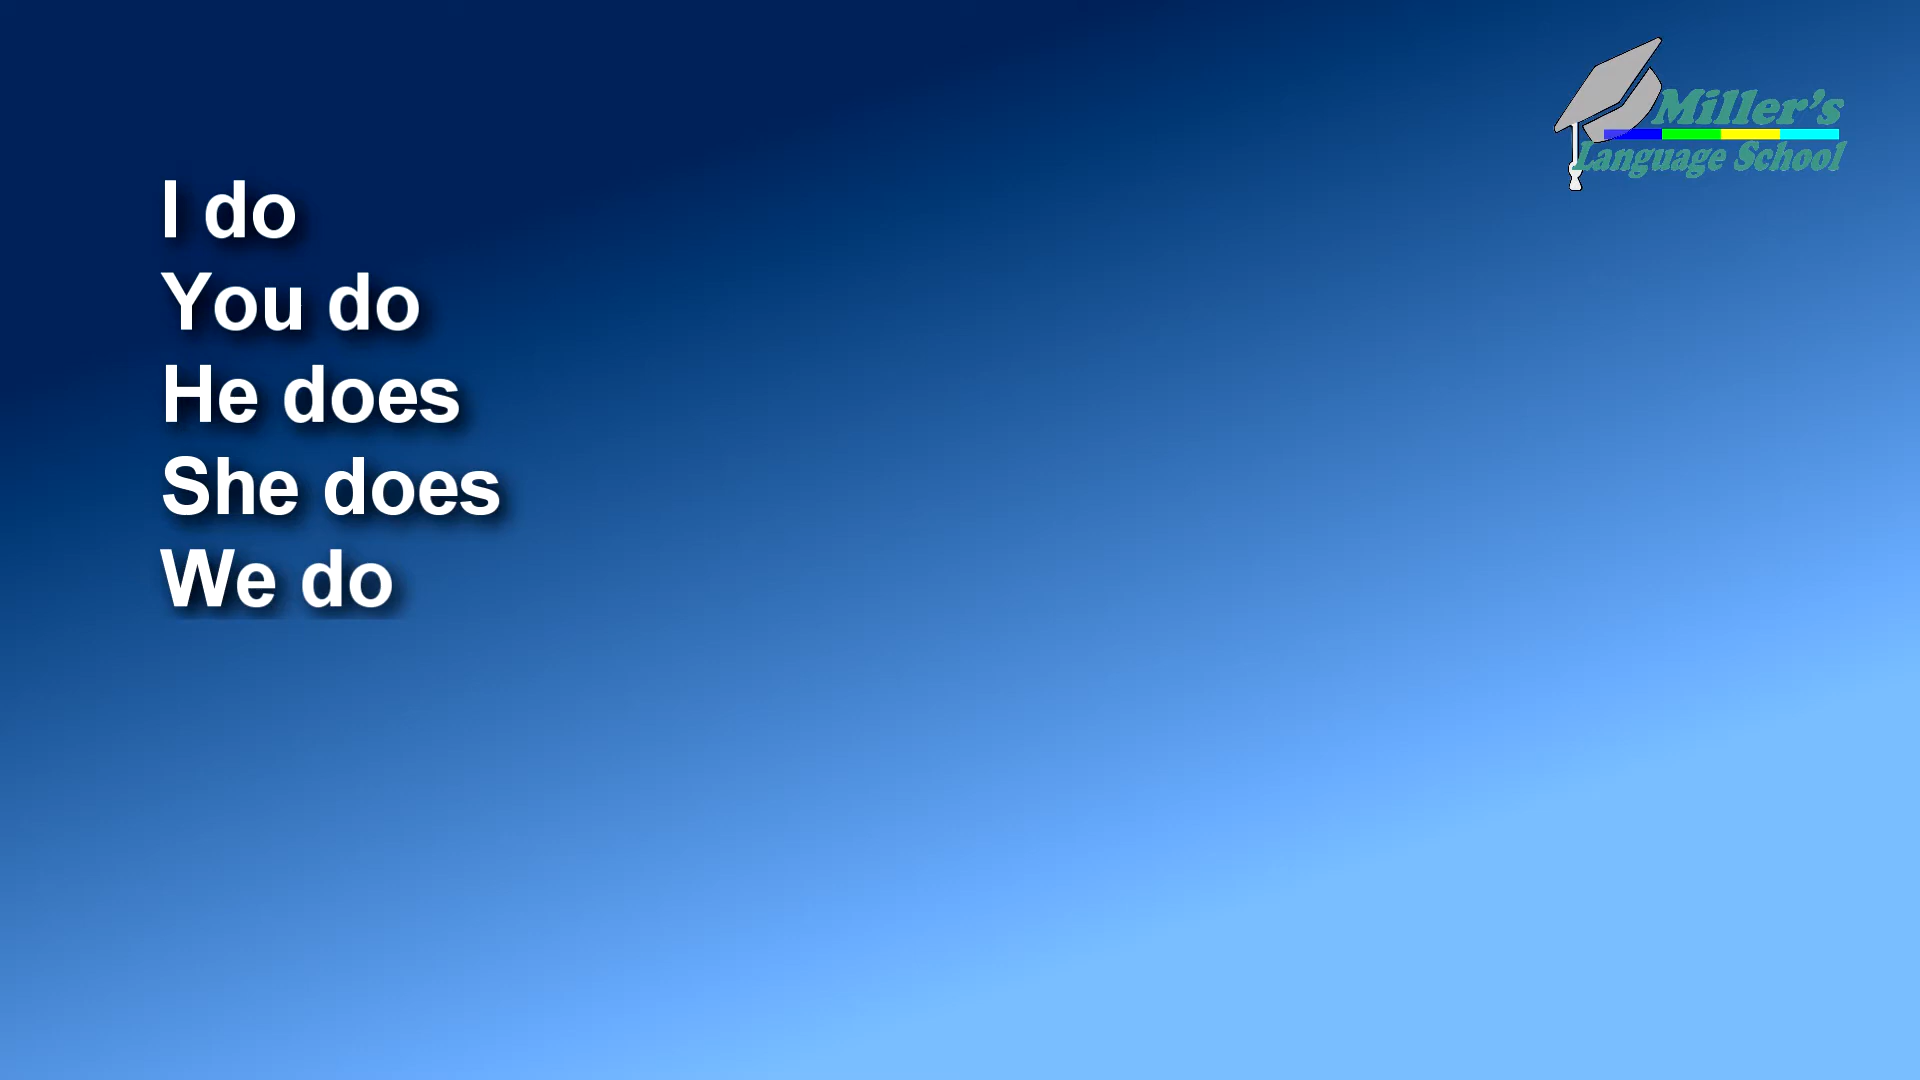 Miller's
Language School
I do
You do
He does
She does
We do